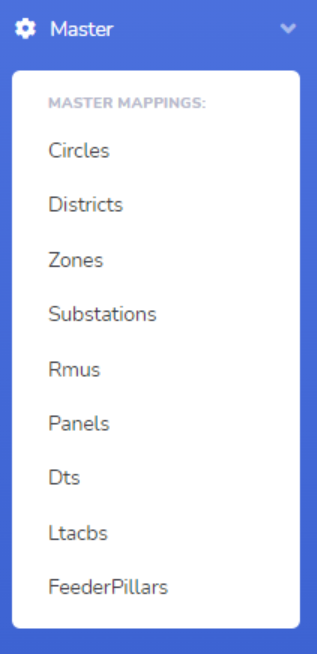 Master
MASTER MAPPINGS:
Circles
Districts
Zones
Substations
Rmus
Panels
Dts
Ltacbs
FeederPillars